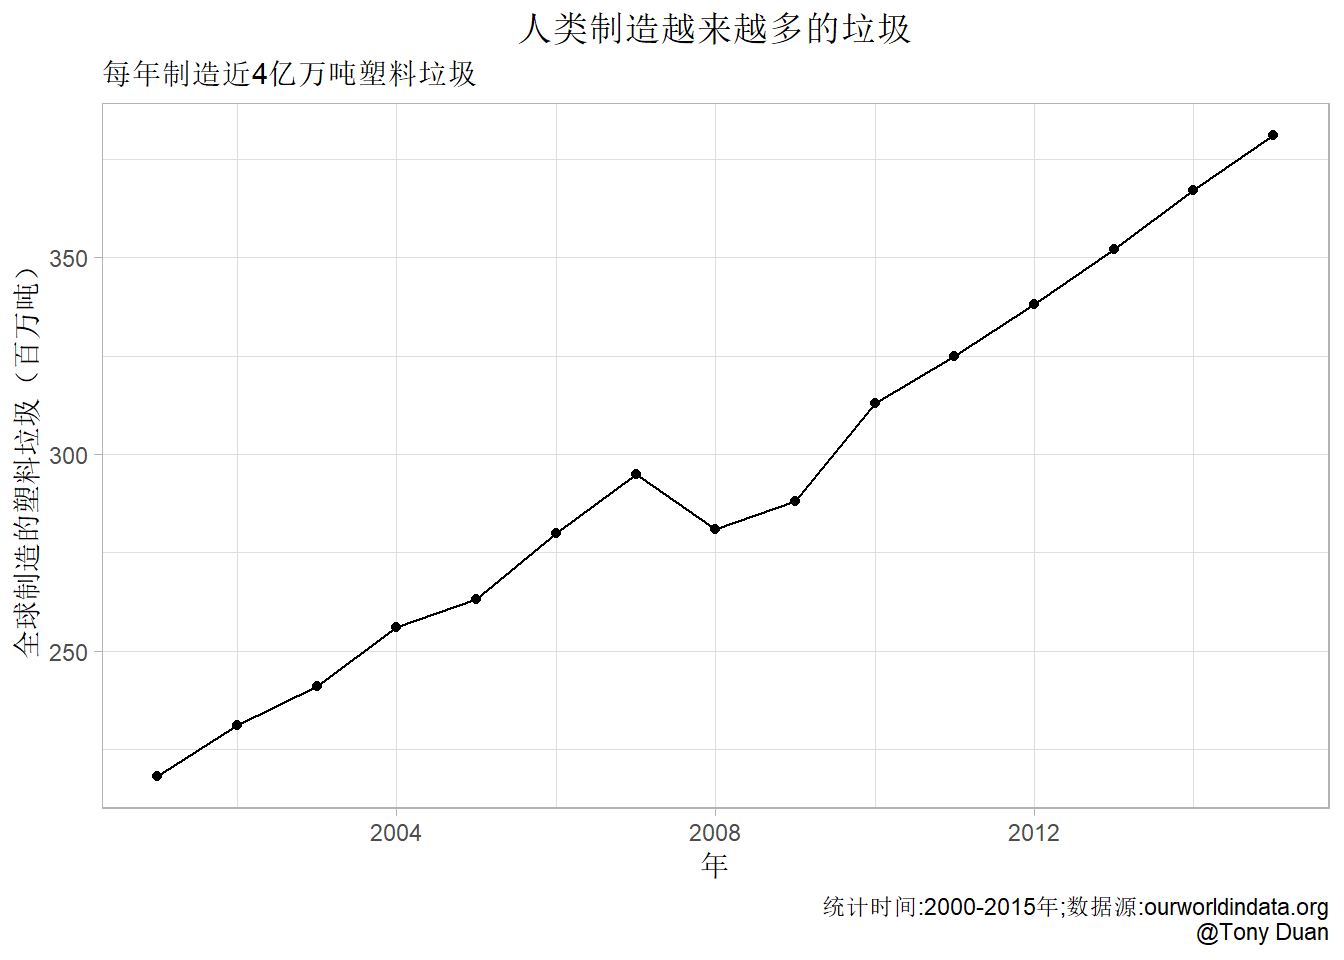 人类制造越来越多的垃圾
每年制造近4亿万吨塑料垃圾
全球制造的塑料垃圾（百万吨）
350
300
250
2004
2008
2012
年
统计时间:2000-2015年;数据源:ourworldindata.org
@Tony Duan